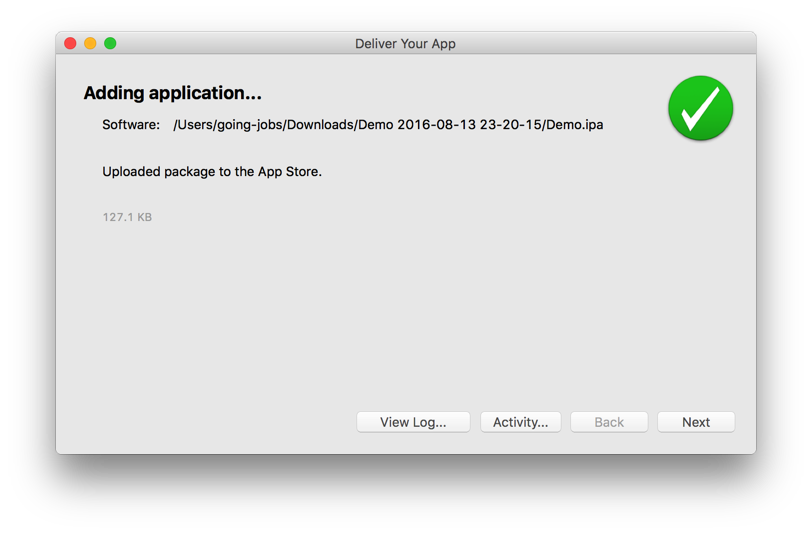 Deliver Your App
Adding application...
Software: /Users/going-jobs/Downloads/Demo 2016-08-13 23-20-15/Demo.ipa
Uploaded package to the App Store.
127.1 KB
View Log... Activity... Back Next